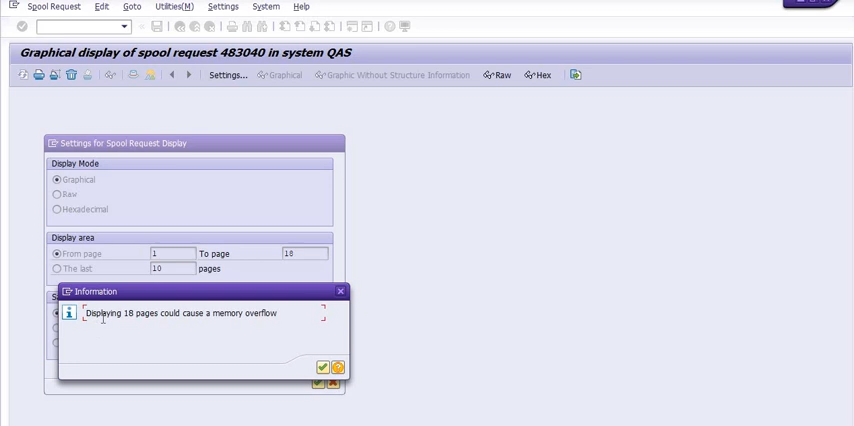 Spool Request Edit Goto Utilities(M) Settings System Help
Graphical display of spool request 483040 in system QAS
Settings... Graphical Graphic Without Structure Information Raw Hex
Settings for Spool Request Display
Display Mode
Graphical
Raw
Hexadecimal
Display area
From page 1 To page 18
The last 10 pages
Information
Displaying 18 pages could cause a memory overflow